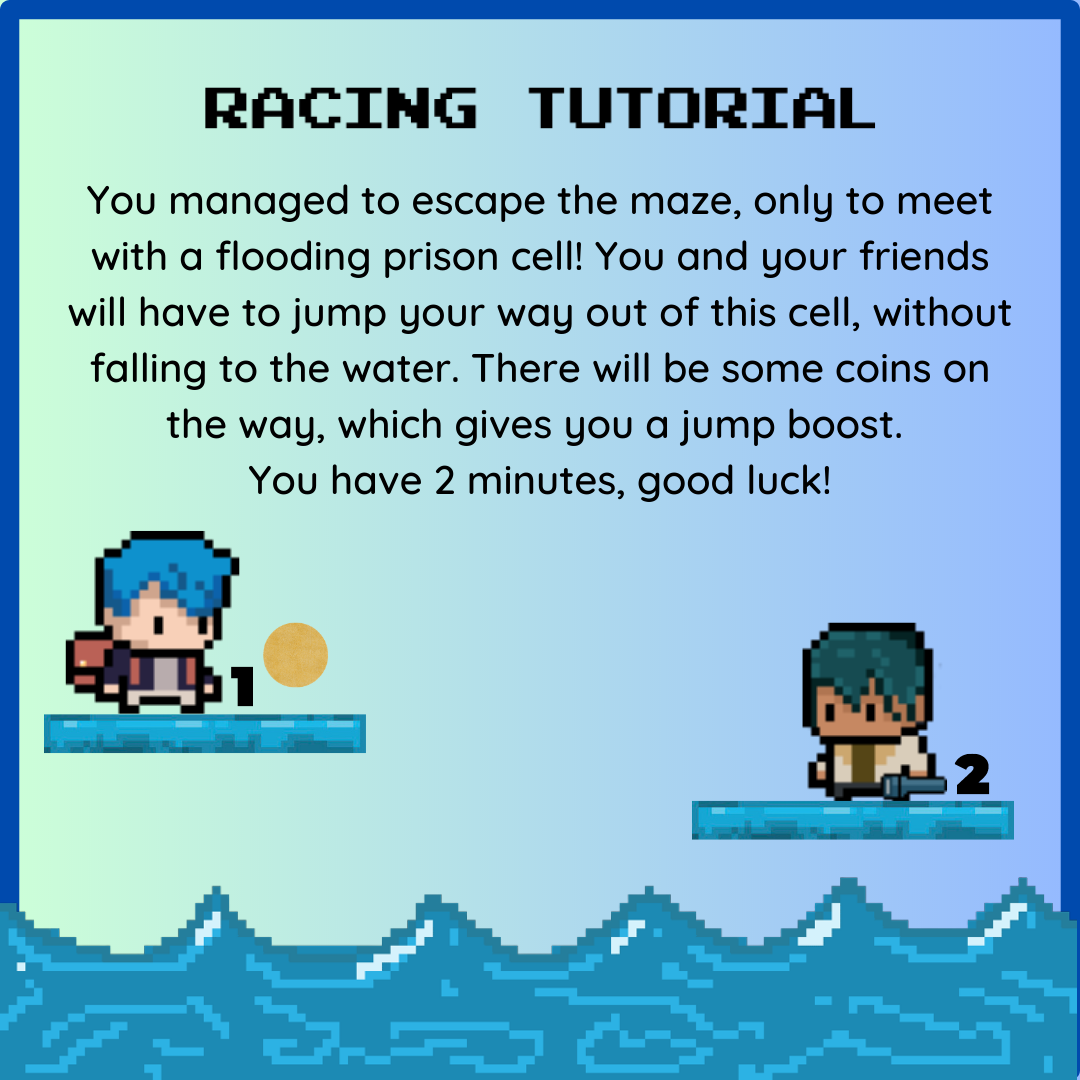 RACING TUTORIAL
You managed to escape the maze, only to meet
with a flooding prison cell! You and your friends
will have to jump your way out of this cell, without
falling to the water. There will be some coins on
the way, which gives you a jump boost.
You have 2 minutes, good luck!
1
2